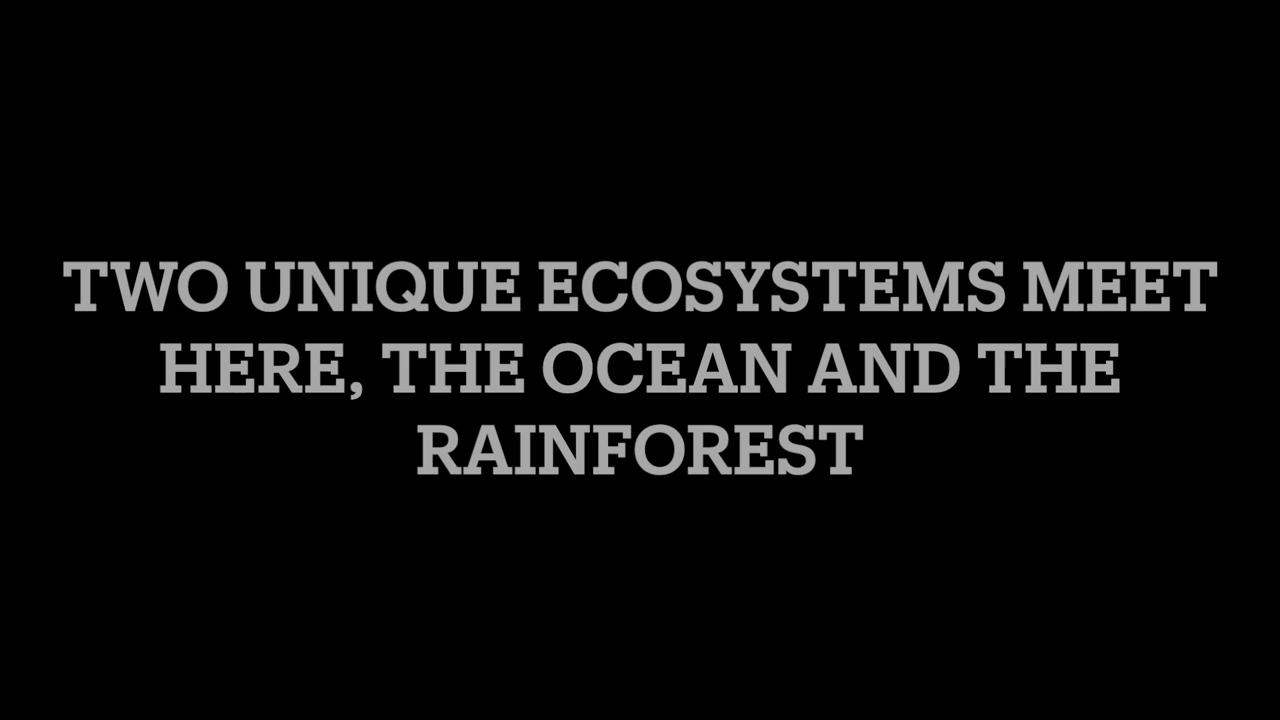 TWO UNIQUE ECOSYSTEMS MEET
HERE, THE OCEAN AND THE
RAINFOREST